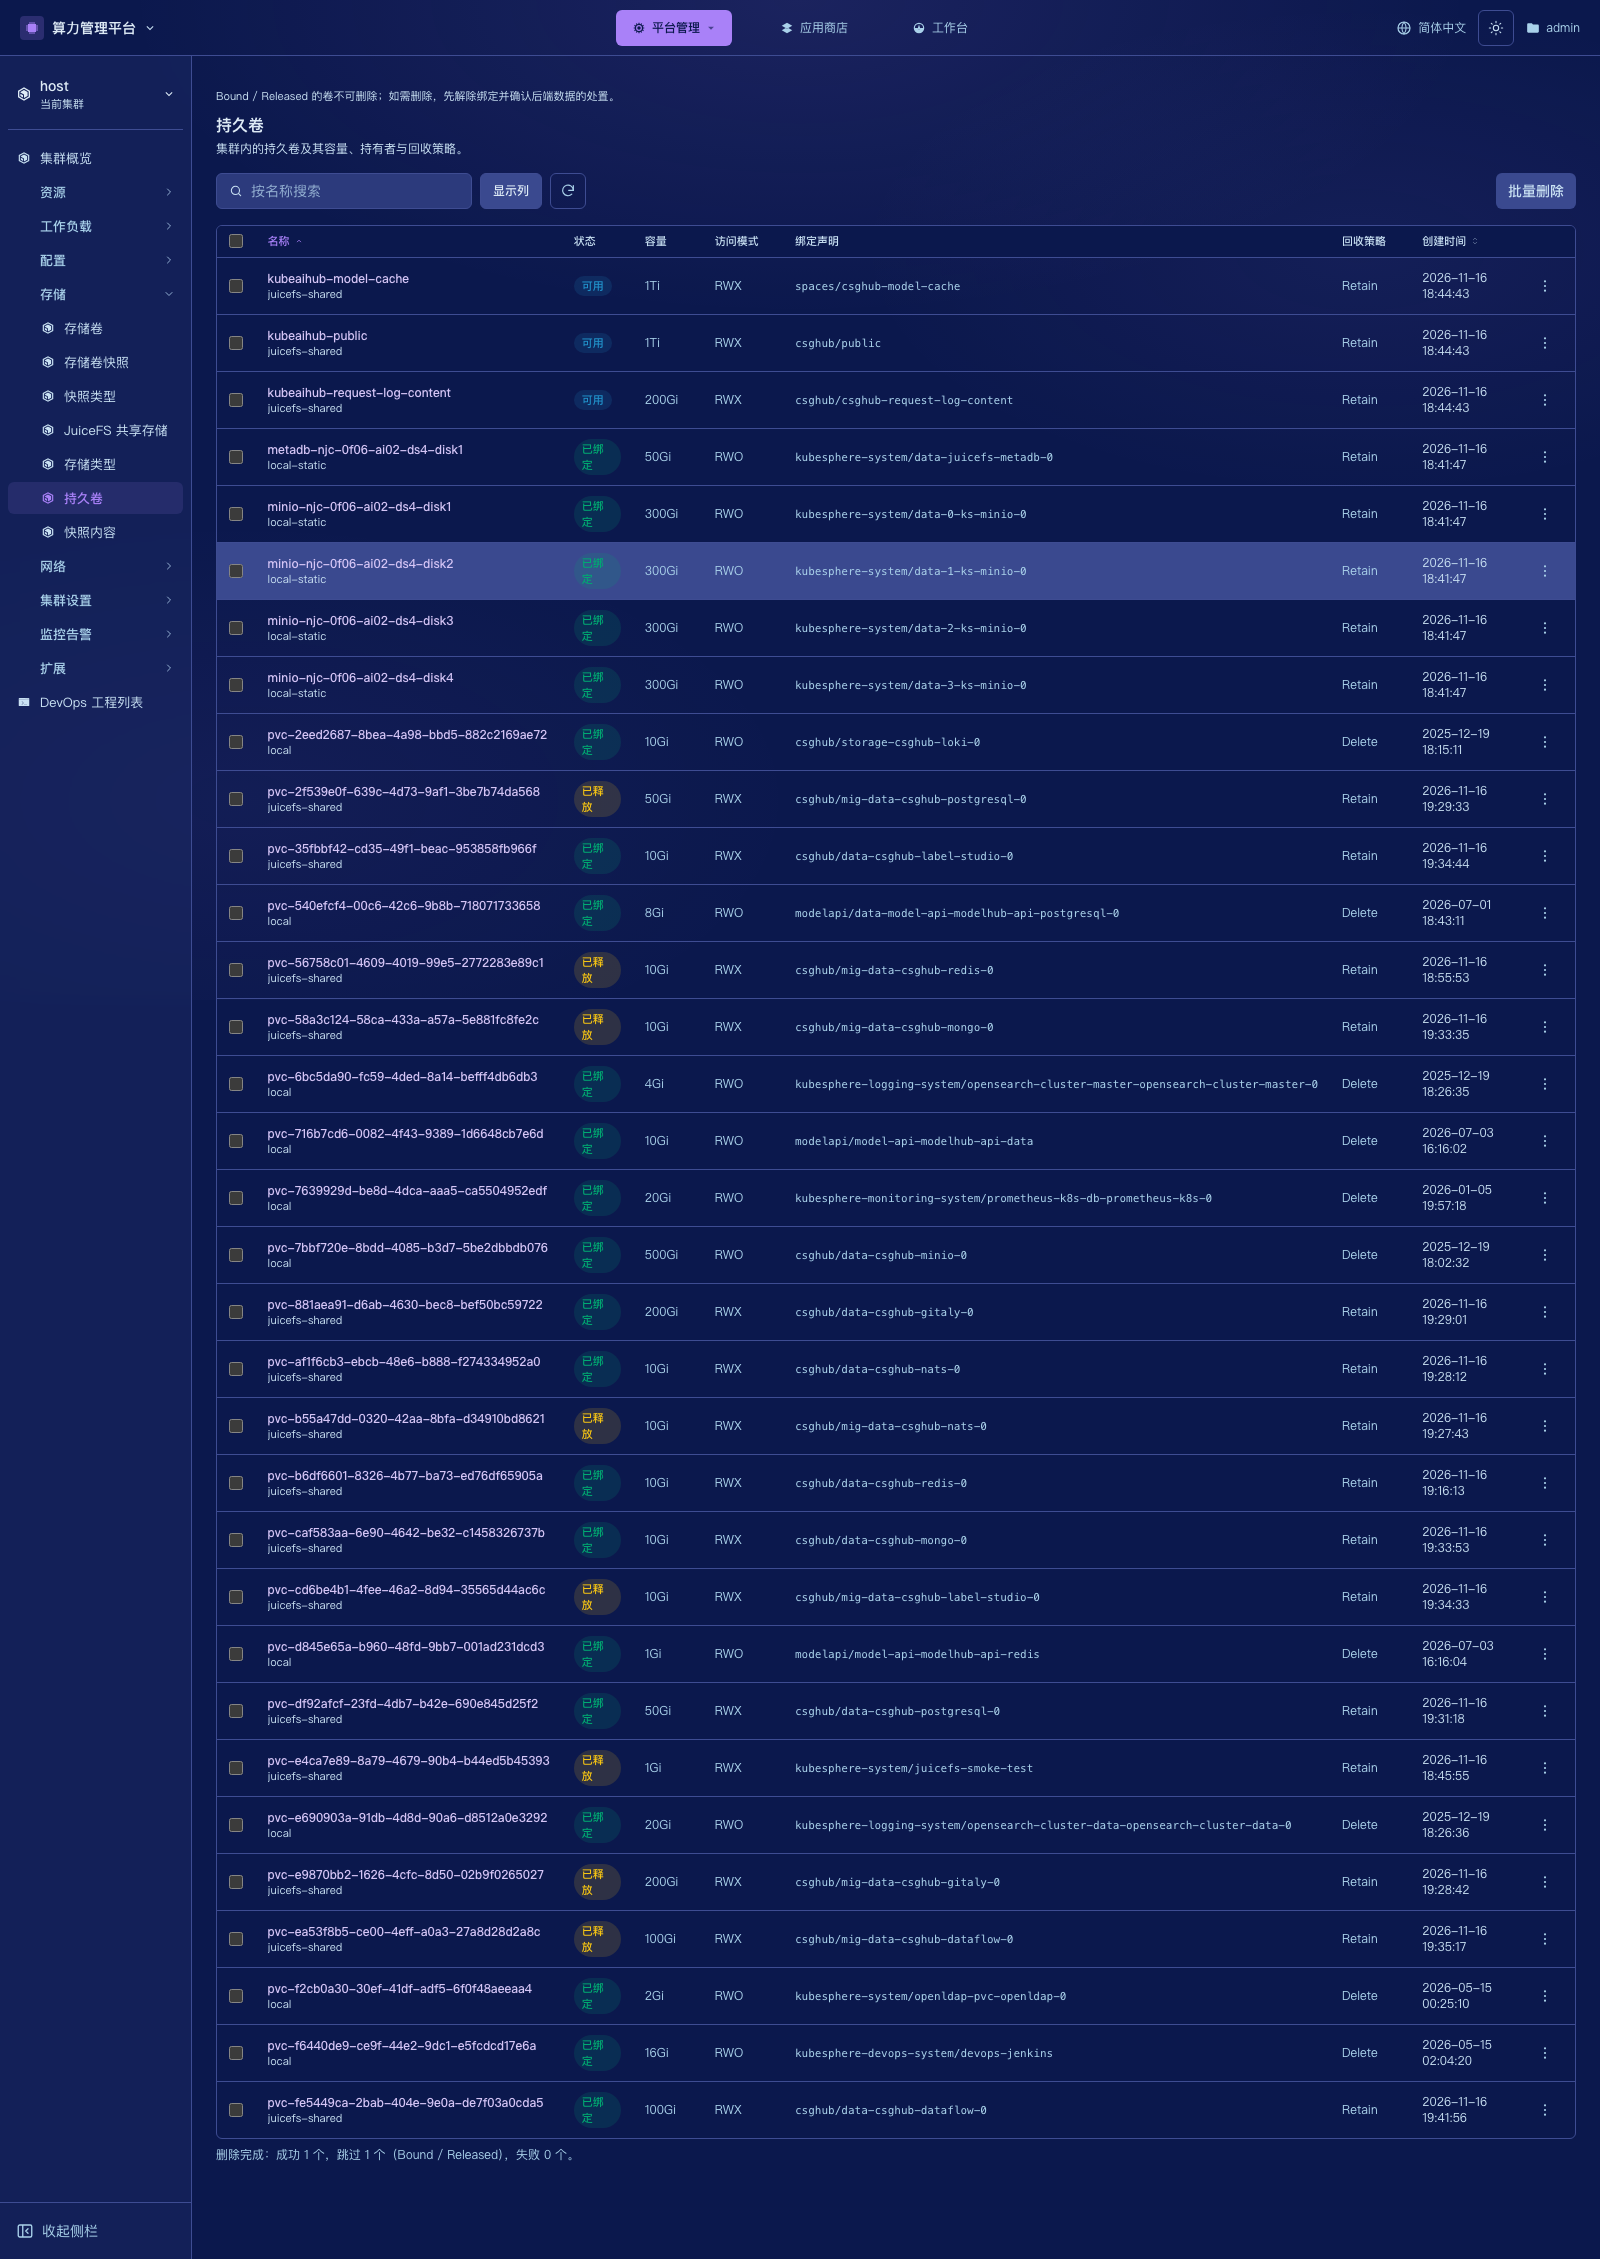 算力管理平台
平台管理
应用商店
工作台
简体中文
admin
host
当前集群
集群概览
资源
工作负载
配置
存储
存储卷
存储卷快照
快照类型
JuiceFS 共享存储
存储类型
持久卷
快照内容
网络
集群设置
监控告警
扩展
DevOps 工程列表
收起侧栏
Bound / Released 的卷不可删除；如需删除，先解除绑定并确认后端数据的处置。
持久卷
集群内的持久卷及其容量、持有者与回收策略。
按名称搜索
显示列
批量删除
名称 状态 容量 访问模式 绑定声明 回收策略 创建时间
kubeaihub-model-cache
juicefs-shared
可用 1Ti RWX spaces/csghub-model-cache Retain 2026-11-16
18:44:43
kubeaihub-public
juicefs-shared
可用 1Ti RWX csghub/public Retain 2026-11-16
18:44:43
kubeaihub-request-log-content
juicefs-shared
可用 200Gi RWX csghub/csghub-request-log-content Retain 2026-11-16
18:44:43
metadb-njc-0f06-ai02-ds4-disk1
local-static
已绑定 50Gi RWO kubesphere-system/data-juicefs-metadb-0 Retain 2026-11-16
18:41:47
minio-njc-0f06-ai02-ds4-disk1
local-static
已绑定 300Gi RWO kubesphere-system/data-0-ks-minio-0 Retain 2026-11-16
18:41:47
minio-njc-0f06-ai02-ds4-disk2
local-static
已绑定 300Gi RWO kubesphere-system/data-1-ks-minio-0 Retain 2026-11-16
18:41:47
minio-njc-0f06-ai02-ds4-disk3
local-static
已绑定 300Gi RWO kubesphere-system/data-2-ks-minio-0 Retain 2026-11-16
18:41:47
minio-njc-0f06-ai02-ds4-disk4
local-static
已绑定 300Gi RWO kubesphere-system/data-3-ks-minio-0 Retain 2026-11-16
18:41:47
pvc-2eed2687-8bea-4a98-bbd5-882c2169ae72
local
已绑定 10Gi RWO csghub/storage-csghub-loki-0 Delete 2025-12-19
18:15:11
pvc-2f539e0f-639c-4d73-9af1-3be7b74da568
juicefs-shared
已释放 50Gi RWX csghub/mig-data-csghub-postgresql-0 Retain 2026-11-16
19:29:33
pvc-35fbbf42-cd35-49f1-beac-953858fb966f
juicefs-shared
已绑定 10Gi RWX csghub/data-csghub-label-studio-0 Retain 2026-11-16
19:34:44
pvc-540efcf4-00c6-42c6-9b8b-718071733658
local
已绑定 8Gi RWO modelapi/data-model-api-modelhub-api-postgresql-0 Delete 2026-07-01
18:43:11
pvc-56758c01-4609-4019-99e5-2772283e89c1
juicefs-shared
已释放 10Gi RWX csghub/mig-data-csghub-redis-0 Retain 2026-11-16
18:55:53
pvc-58a3c124-58ca-433a-a57a-5e881fc8fe2c
juicefs-shared
已释放 10Gi RWX csghub/mig-data-csghub-mongo-0 Retain 2026-11-16
19:33:35
pvc-6bc5da90-fc59-4ded-8a14-befff4db6db3
local
已绑定 4Gi RWO kubesphere-logging-system/opensearch-cluster-master-opensearch-cluster-master-0 Delete 2025-12-19
18:26:35
pvc-716b7cd6-0082-4f43-9389-1d6648cb7e6d
local
已绑定 10Gi RWO modelapi/model-api-modelhub-api-data Delete 2026-07-03
16:16:02
pvc-7639929d-be8d-4dca-aaa5-ca5504952edf
local
已绑定 20Gi RWO kubesphere-monitoring-system/prometheus-k8s-db-prometheus-k8s-0 Delete 2026-01-05
19:57:18
pvc-7bbf720e-8bdd-4085-b3d7-5be2dbbdb076
local
已绑定 500Gi RWO csghub/data-csghub-minio-0 Delete 2025-12-19
18:02:32
pvc-881aea91-d6ab-4630-bec8-bef50bc59722
juicefs-shared
已绑定 200Gi RWX csghub/data-csghub-gitaly-0 Retain 2026-11-16
19:29:01
pvc-af1f6cb3-ebcb-48e6-b888-f274334952a0
juicefs-shared
已绑定 10Gi RWX csghub/data-csghub-nats-0 Retain 2026-11-16
19:28:12
pvc-b55a47dd-0320-42aa-8bfa-d34910bd8621
juicefs-shared
已释放 10Gi RWX csghub/mig-data-csghub-nats-0 Retain 2026-11-16
19:27:43
pvc-b6df6601-8326-4b77-ba73-ed76df65905a
juicefs-shared
已绑定 10Gi RWX csghub/data-csghub-redis-0 Retain 2026-11-16
19:16:13
pvc-caf583aa-6e90-4642-be32-c1458326737b
juicefs-shared
已绑定 10Gi RWX csghub/data-csghub-mongo-0 Retain 2026-11-16
19:33:53
pvc-cd6be4b1-4fee-46a2-8d94-35565d44ac6c
juicefs-shared
已释放 10Gi RWX csghub/mig-data-csghub-label-studio-0 Retain 2026-11-16
19:34:33
pvc-d845e65a-b960-48fd-9bb7-001ad231dcd3
local
已绑定 1Gi RWO modelapi/model-api-modelhub-api-redis Delete 2026-07-03
16:16:04
pvc-df92afcf-23fd-4db7-b42e-690e845d25f2
juicefs-shared
已绑定 50Gi RWX csghub/data-csghub-postgresql-0 Retain 2026-11-16
19:31:18
pvc-e4ca7e89-8a79-4679-90b4-b44ed5b45393
juicefs-shared
已释放 1Gi RWX kubesphere-system/juicefs-smoke-test Retain 2026-11-16
18:45:55
pvc-e690903a-91db-4d8d-90a6-d8512a0e3292
local
已绑定 20Gi RWO kubesphere-logging-system/opensearch-cluster-data-opensearch-cluster-data-0 Delete 2025-12-19
18:26:36
pvc-e9870bb2-1626-4cfc-8d50-02b9f0265027
juicefs-shared
已释放 200Gi RWX csghub/mig-data-csghub-gitaly-0 Retain 2026-11-16
19:28:42
pvc-ea53f8b5-ce00-4eff-a0a3-27a8d28d2a8c
juicefs-shared
已释放 100Gi RWX csghub/mig-data-csghub-dataflow-0 Retain 2026-11-16
19:35:17
pvc-f2cb0a30-30ef-41df-adf5-6f0f48aeeaa4
local
已绑定 2Gi RWO kubesphere-system/openldap-pvc-openldap-0 Delete 2026-05-15
00:25:10
pvc-f6440de9-ce9f-44e2-9dc1-e5fcdcd17e6a
local
已绑定 16Gi RWO kubesphere-devops-system/devops-jenkins Delete 2026-05-15
02:04:20
pvc-fe5449ca-2bab-404e-9e0a-de7f03a0cda5
juicefs-shared
已绑定 100Gi RWX csghub/data-csghub-dataflow-0 Retain 2026-11-16
19:41:56
删除完成：成功 1 个，跳过 1 个（Bound / Released），失败 0 个。